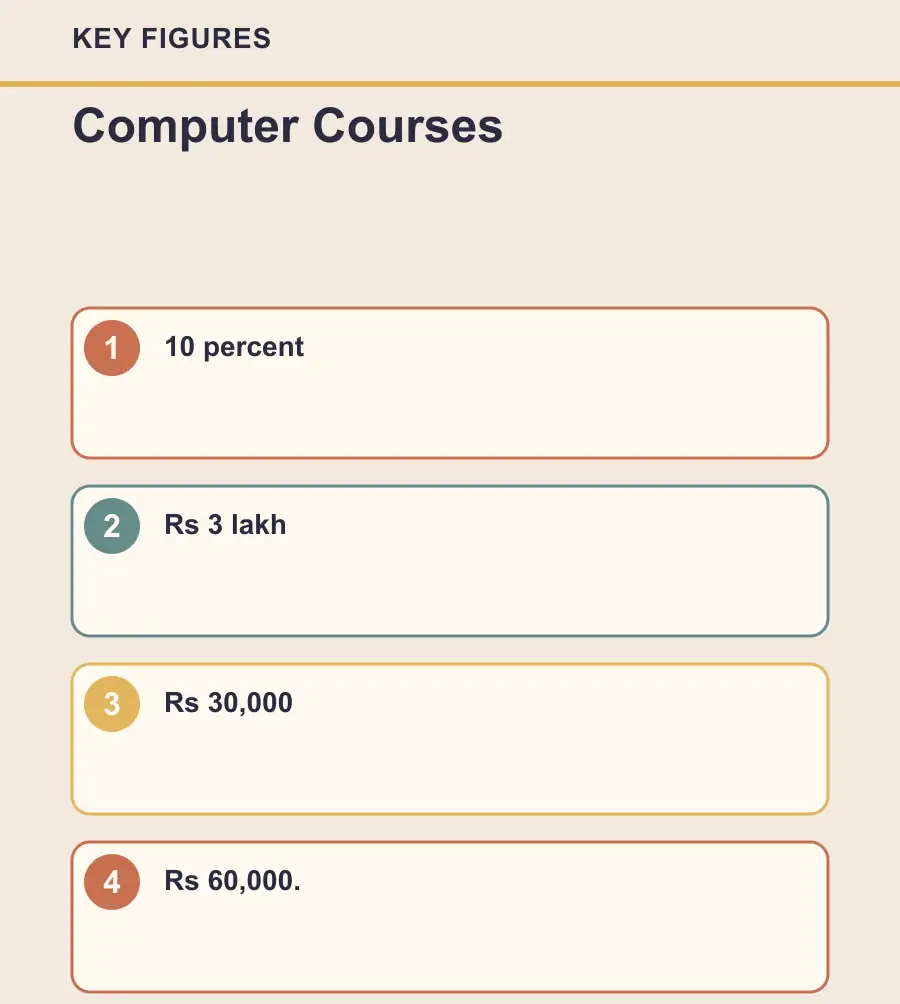 KEY FIGURES
Computer Courses
1 10 percent
2 Rs 3 lakh
3 Rs 30,000
4 Rs 60,000.